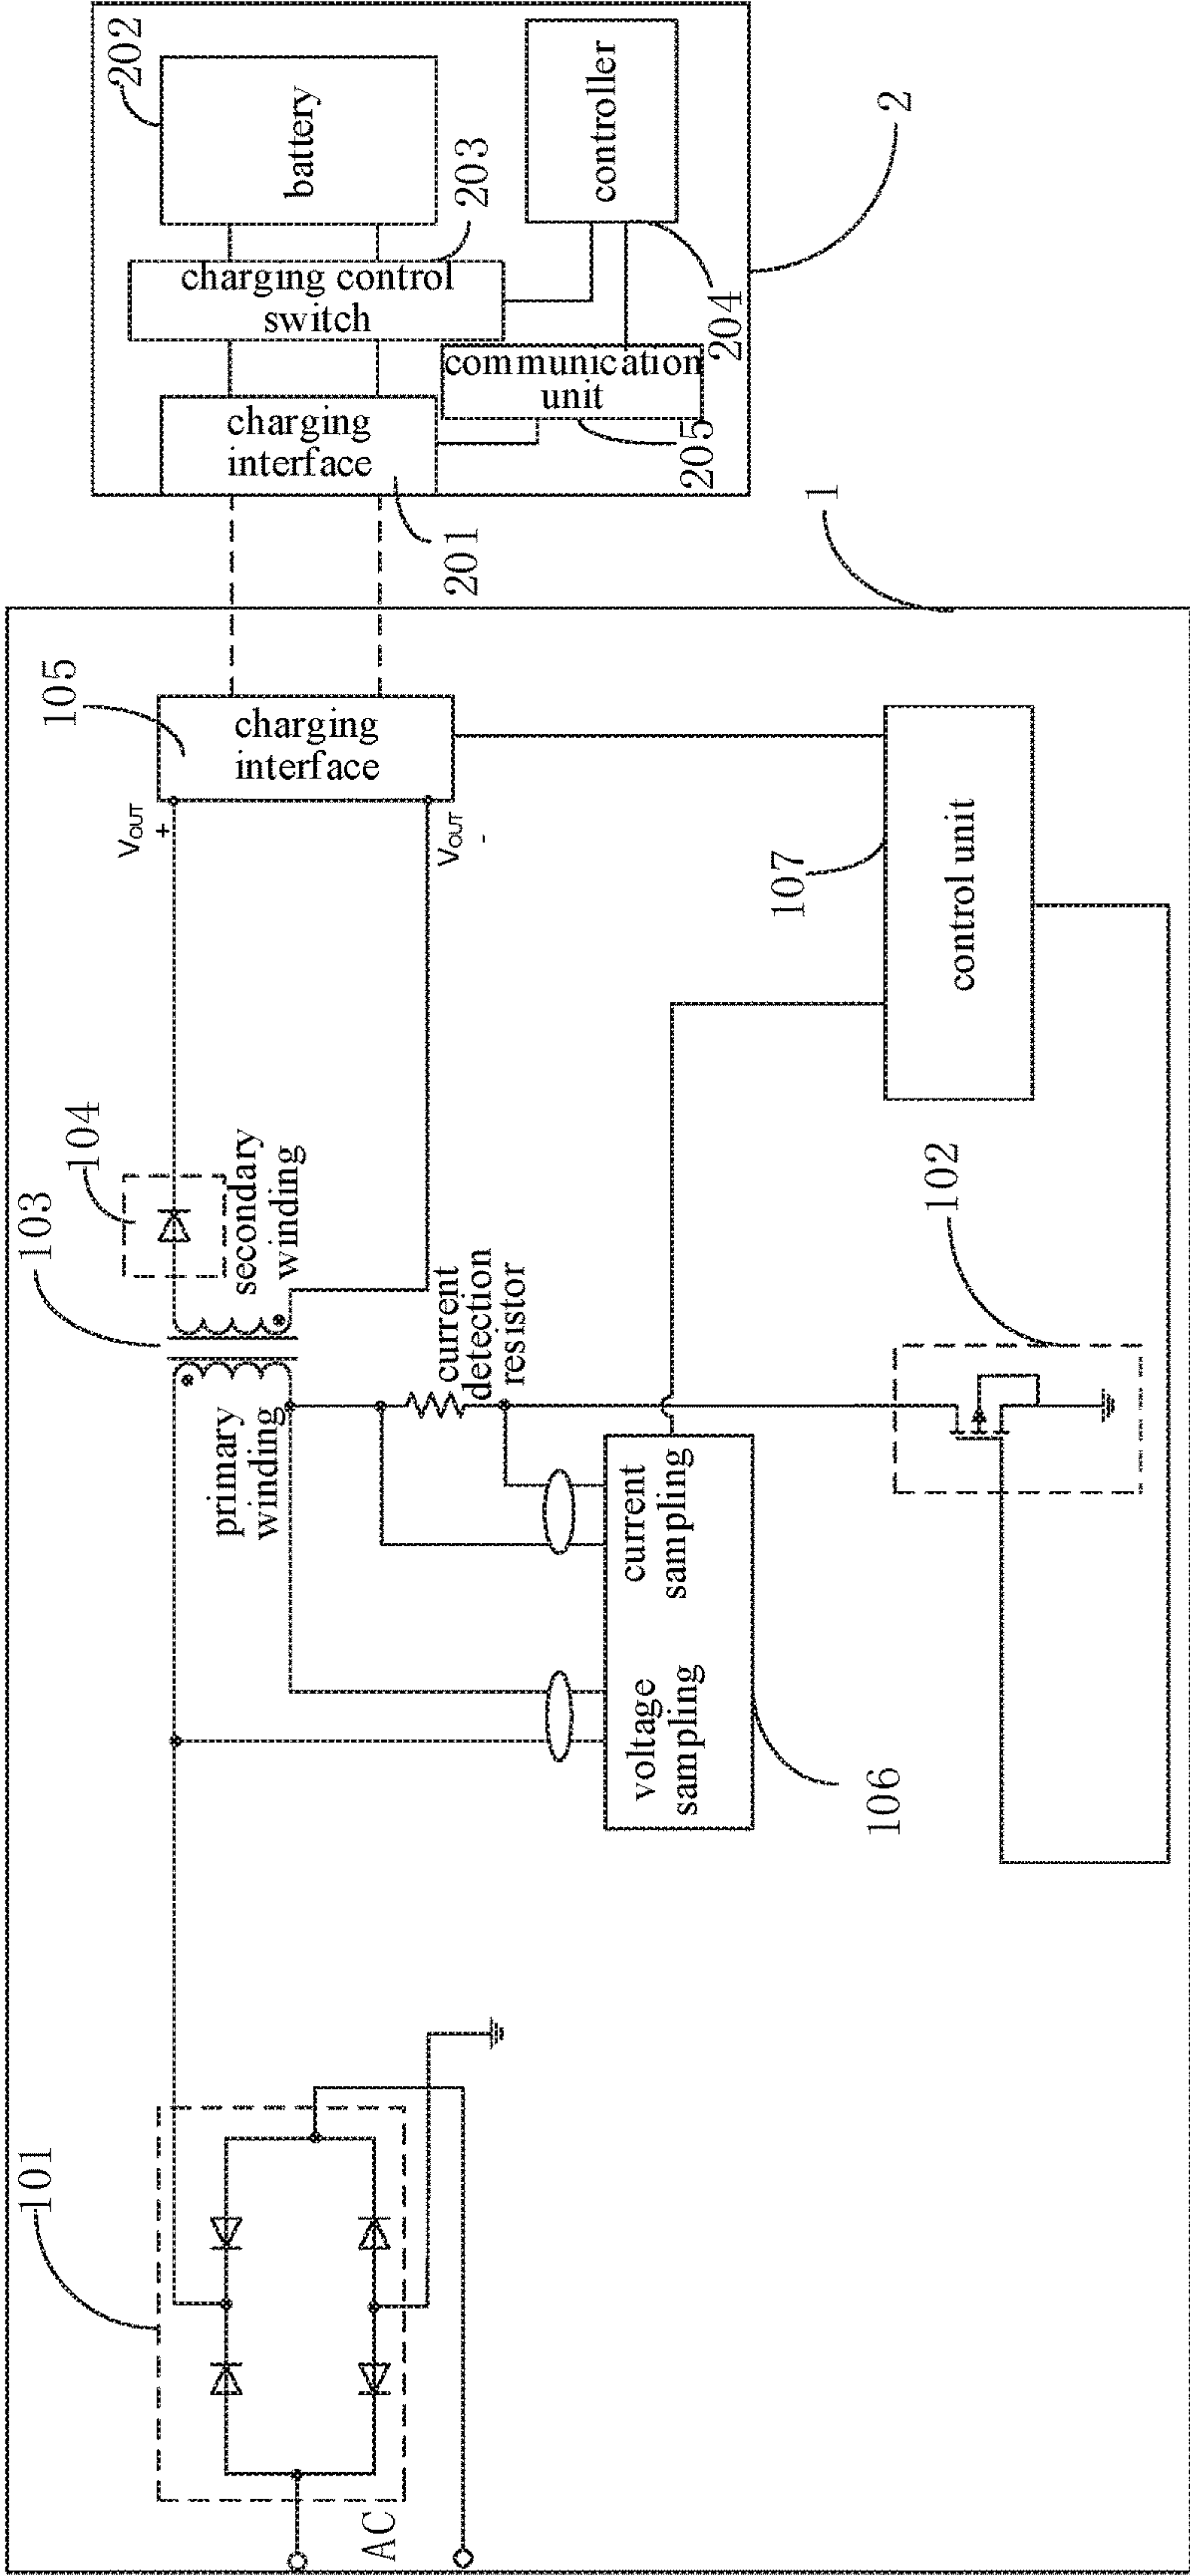 101
AC
103
104
primary
winding
secondary
winding
current
detection
resistor
voltage
sampling
current
sampling
106
102
VOUT
+
VOUT
-
105
charging
interface
107
control unit
1
201
charging
interface
charging control
switch
203
202
battery
controller
204
communication
unit
205
2